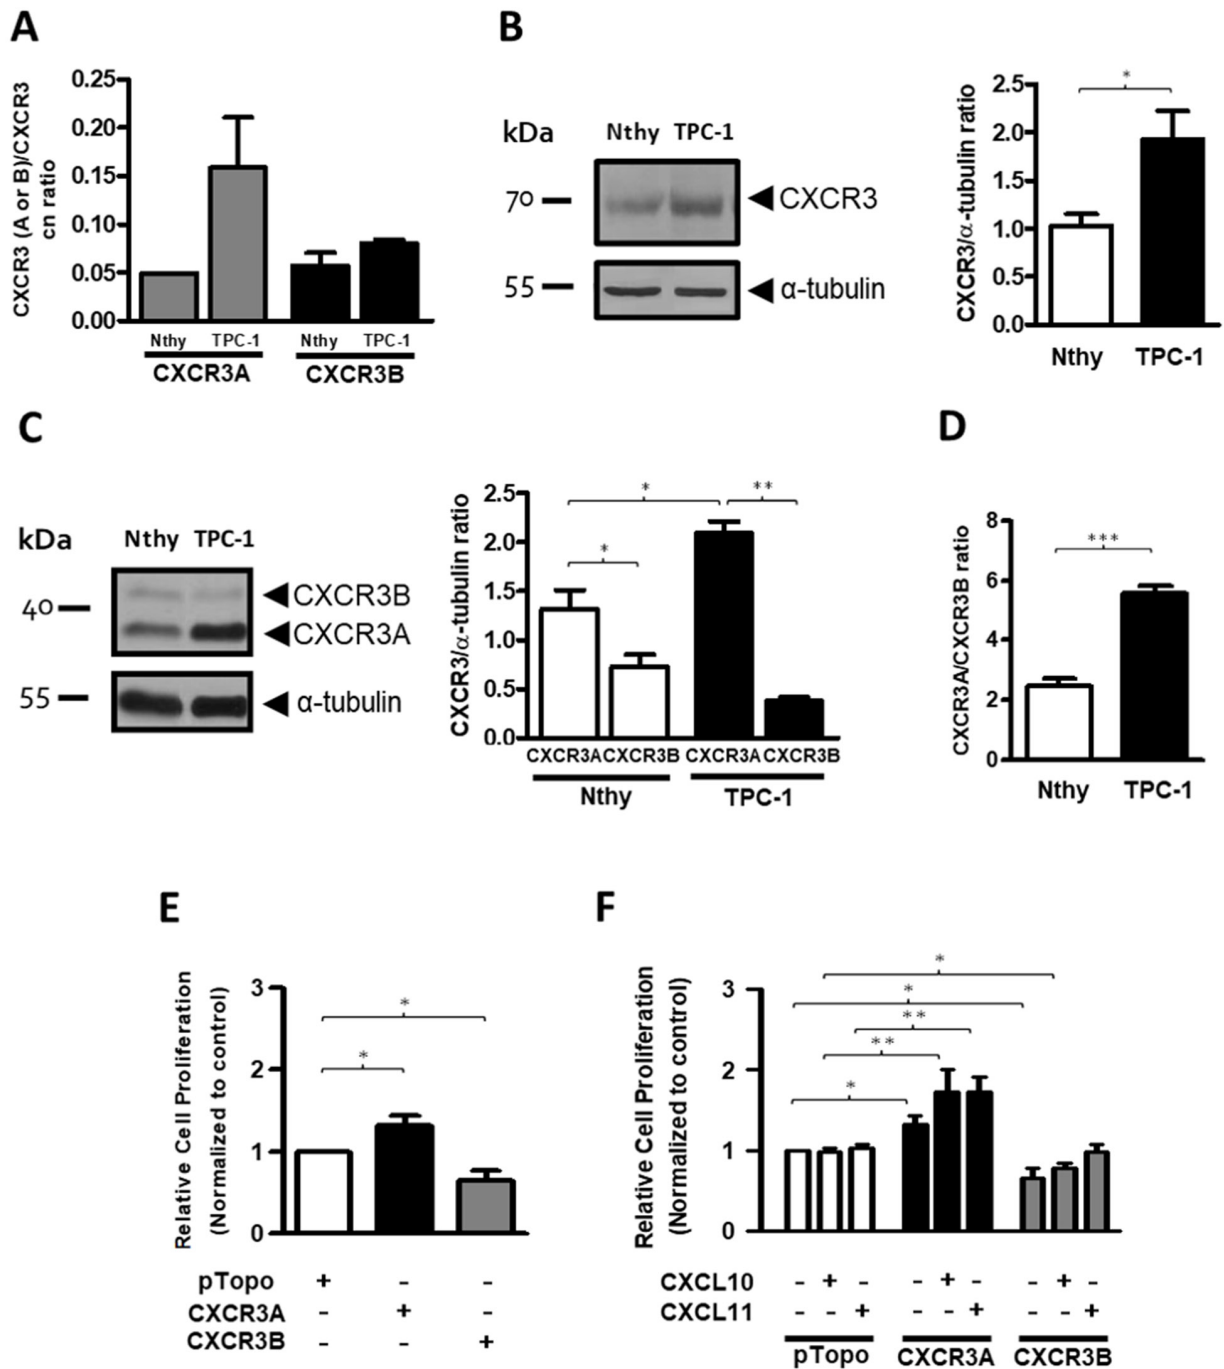 A
CXCR3 (A or B)/CXCR3
cn ratio
0.25
0.20
0.15
0.10
0.05
0.00
Nthy TPC-1 Nthy TPC-1
CXCR3A CXCR3B
B
kDa Nthy TPC-1
70 CXCR3
55 α-tubulin
CXCR3/α-tubulin ratio
2.5
2.0
1.5
1.0
0.5
0.0
*
Nthy TPC-1
C
kDa Nthy TPC-1
CXCR3B
40
CXCR3A
55 α-tubulin
CXCR3/α-tubulin ratio
2.5
2.0
1.5
1.0
0.5
0.0
* **
*
CXCR3A CXCR3B CXCR3A CXCR3B
Nthy TPC-1
D
CXCR3A/CXCR3B ratio
8
6
4
2
0
***
Nthy TPC-1
E
Relative Cell Proliferation
(Normalized to control)
3
2
1
0
*
*
pTopo + - -
CXCR3A - + -
CXCR3B - - +
F
Relative Cell Proliferation
(Normalized to control)
3
2
1
0
*
*
**
**
*
CXCL10 - + - - + - - + -
CXCL11 - - + - - + - - +
pTopo CXCR3A CXCR3B